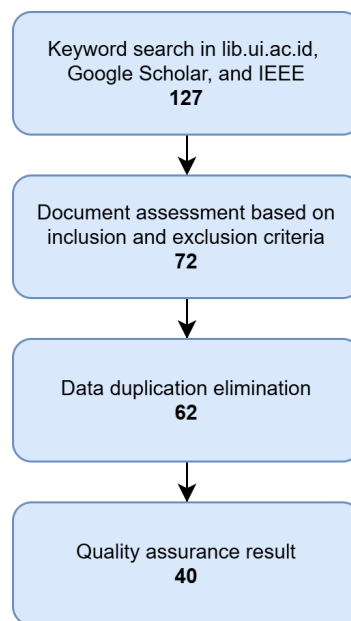 Keyword search in lib.ui.ac.id,
Google Scholar, and IEEE
127
Document assessment based on
inclusion and exclusion criteria
72
Data duplication elimination
62
Quality assurance result
40